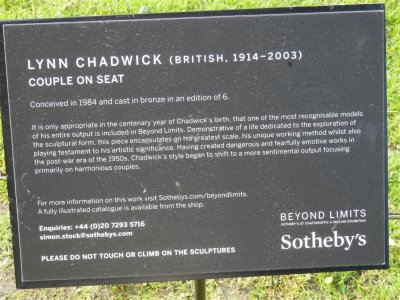 LYNN CHADWICK (BRITISH, 1914–2003)
COUPLE ON SEAT
Conceived in 1984 and cast in bronze in an edition of 6.
It is only appropriate in the centenary year of Chadwick's birth, that one of the most recognisable models
of his entire output is included in Beyond Limits. Demonstrative of a life dedicated to the exploration of
the sculptural form, this piece encapsulates on his greatest scale, his unique working method whilst also
playing testament to his artistic significance. Having created dangerous and fearfully emotive works in
the post-war era of the 1950s, Chadwick's style began to shift to a more sentimental output focusing
primarily on harmonious couples.
For more information on this work visit Sothebys.com/beyondlimits.
A fully illustrated catalogue is available from the shop.
Enquiries: +44 (0)20 7293 5716
simon.stock@sothebys.com
PLEASE DO NOT TOUCH OR CLIMB ON THE SCULPTURES
BEYOND LIMITS
SOTHEBY'S AT CHATSWORTH: A SELLING EXHIBITION
Sotheby's